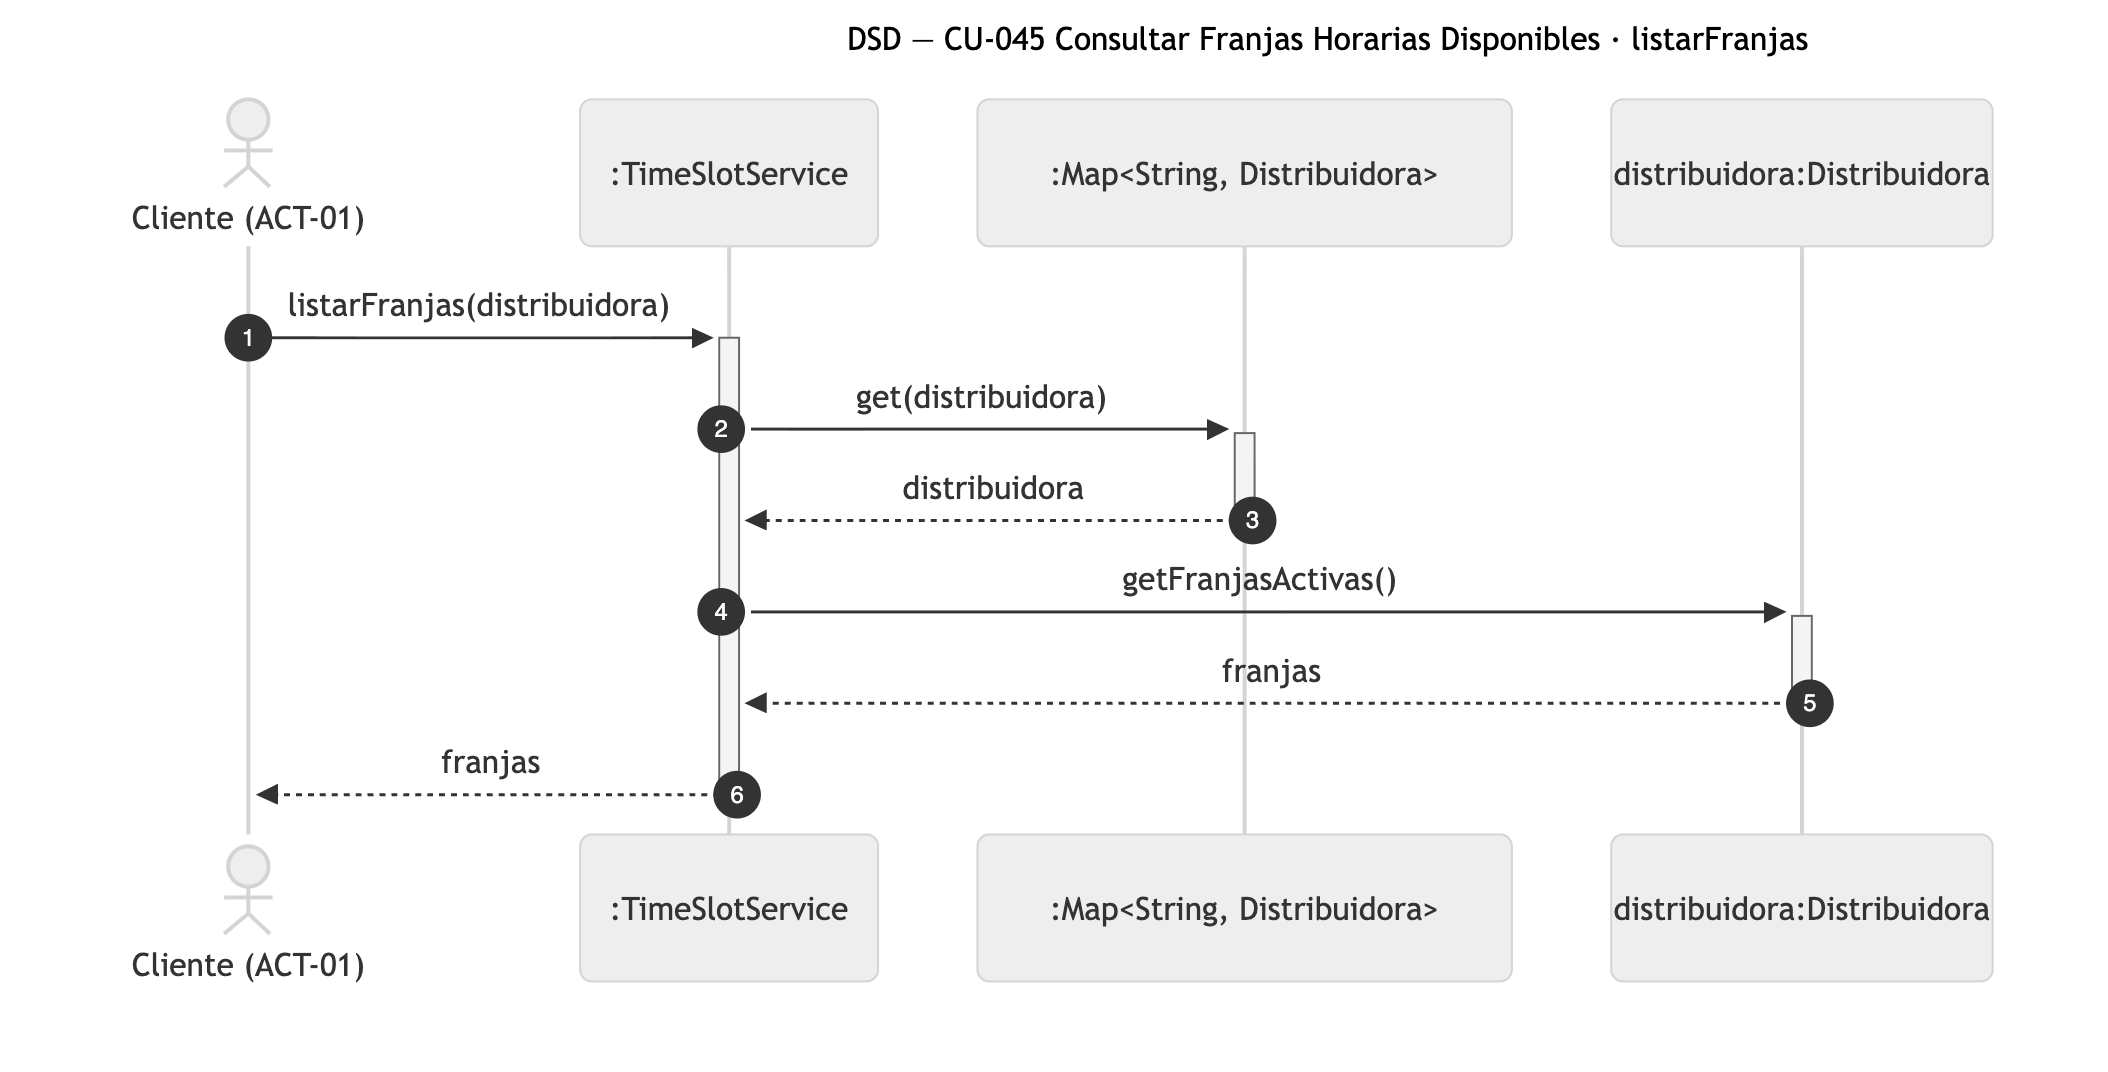 DSD — CU-045 Consultar Franjas Horarias Disponibles · listarFranjas
Cliente (ACT-01)
:TimeSlotService
:Map<String, Distribuidora>
distribuidora:Distribuidora
listarFranjas(distribuidora)
1
get(distribuidora)
2
distribuidora
3
getFranjasActivas()
4
franjas
5
franjas
6
Cliente (ACT-01)
:TimeSlotService
:Map<String, Distribuidora>
distribuidora:Distribuidora